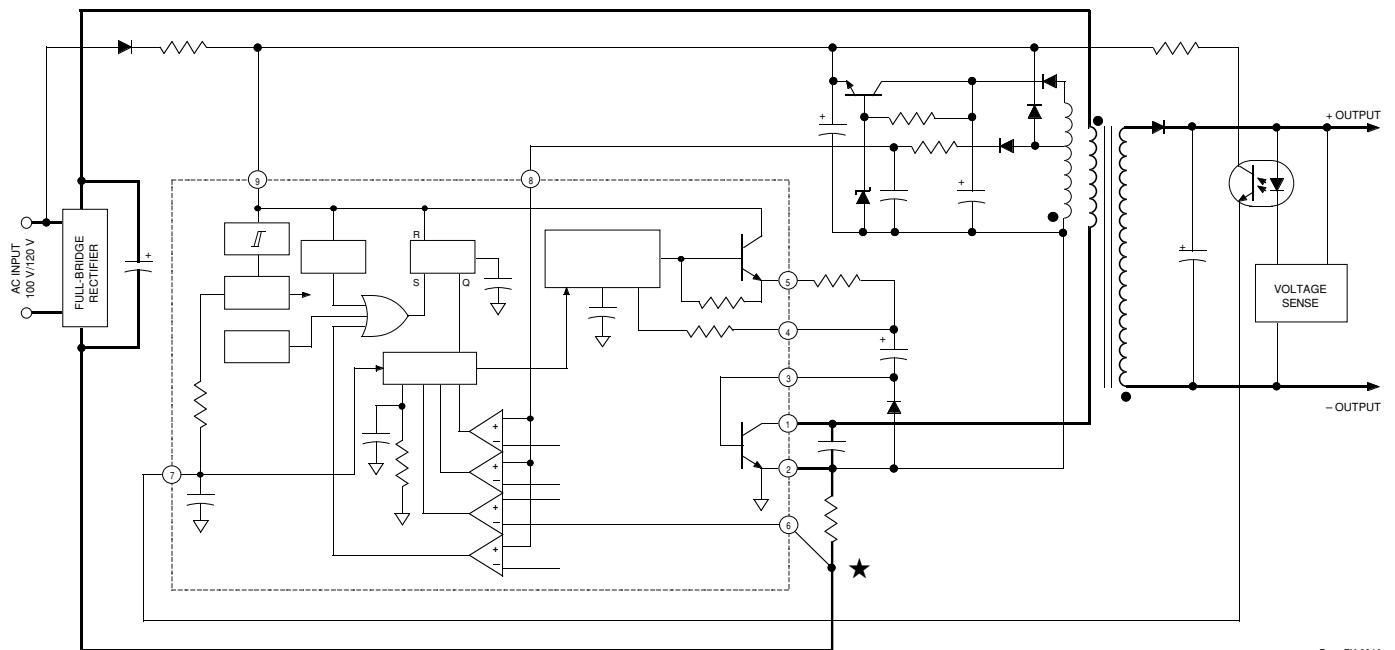 +
+ OUTPUT
+
9
8
R
AC INPUT
100 V/120 V
FULL-BRIDGE
RECTIFIER
+
+
S
Q
5
VOLTAGE
SENSE
4
+
3
– OUTPUT
1
+
–
2
+
–
7
+
–
6
+
–
★